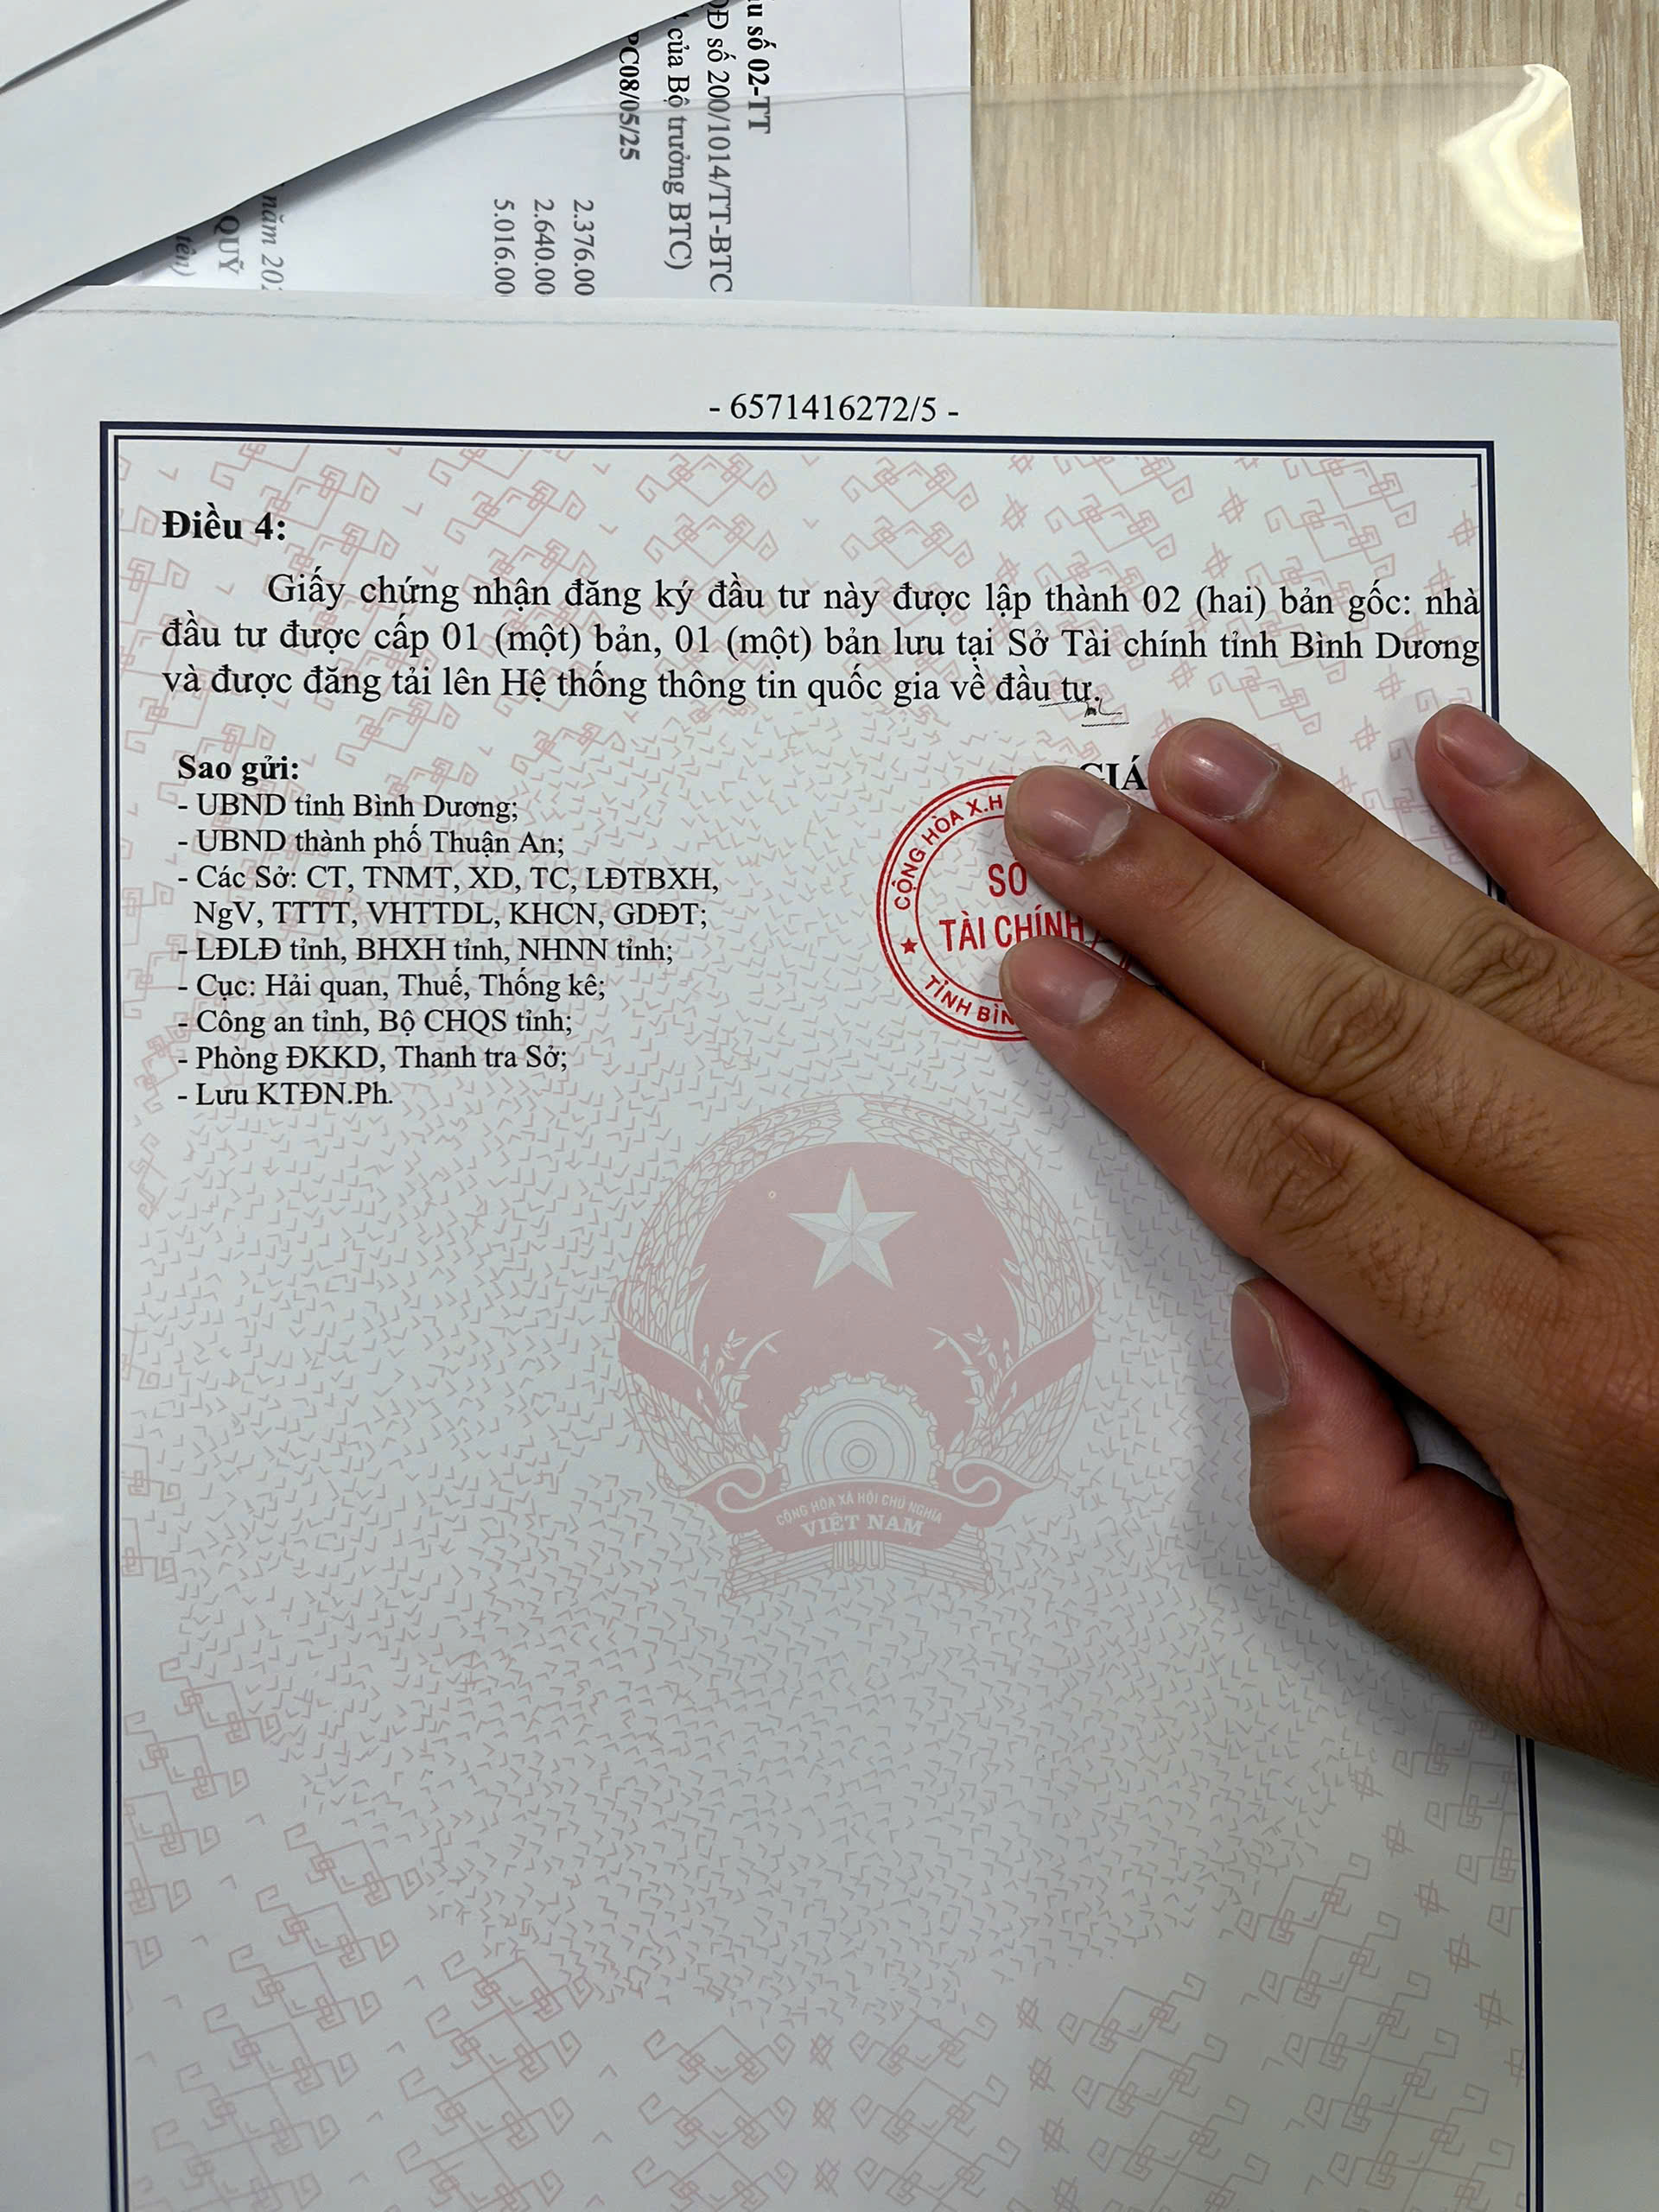 u số 02-TT
QĐ số 200/1014/TT-BTC
của Bộ trưởng BTC)
PC08/05/25
2.376.00
2.640.00
5.016.00
năm 202
QUỸ
tên)
- 6571416272/5 -
Điều 4:
Giấy chứng nhận đăng ký đầu tư này được lập thành 02 (hai) bản gốc: nhà
đầu tư được cấp 01 (một) bản, 01 (một) bản lưu tại Sở Tài chính tỉnh Bình Dương
và được đăng tải lên Hệ thống thông tin quốc gia về đầu tư.
Sao gửi:
- UBND tỉnh Bình Dương;
- UBND thành phố Thuận An;
- Các Sở: CT, TNMT, XD, TC, LĐTBXH,
NgV, TTTT, VHTTDL, KHCN, GDĐT;
- LĐLĐ tỉnh, BHXH tỉnh, NHNN tỉnh;
- Cục: Hải quan, Thuế, Thống kê;
- Công an tỉnh, Bộ CHQS tỉnh;
- Phòng ĐKKD, Thanh tra Sở;
- Lưu KTĐN.Ph.
GIÁ
CỘNG HÒA X.H
SỞ
TÀI CHÍNH
TỈNH BÌN
CỘNG HÒA XÃ HỘI CHỦ NGHĨA
VIỆT NAM